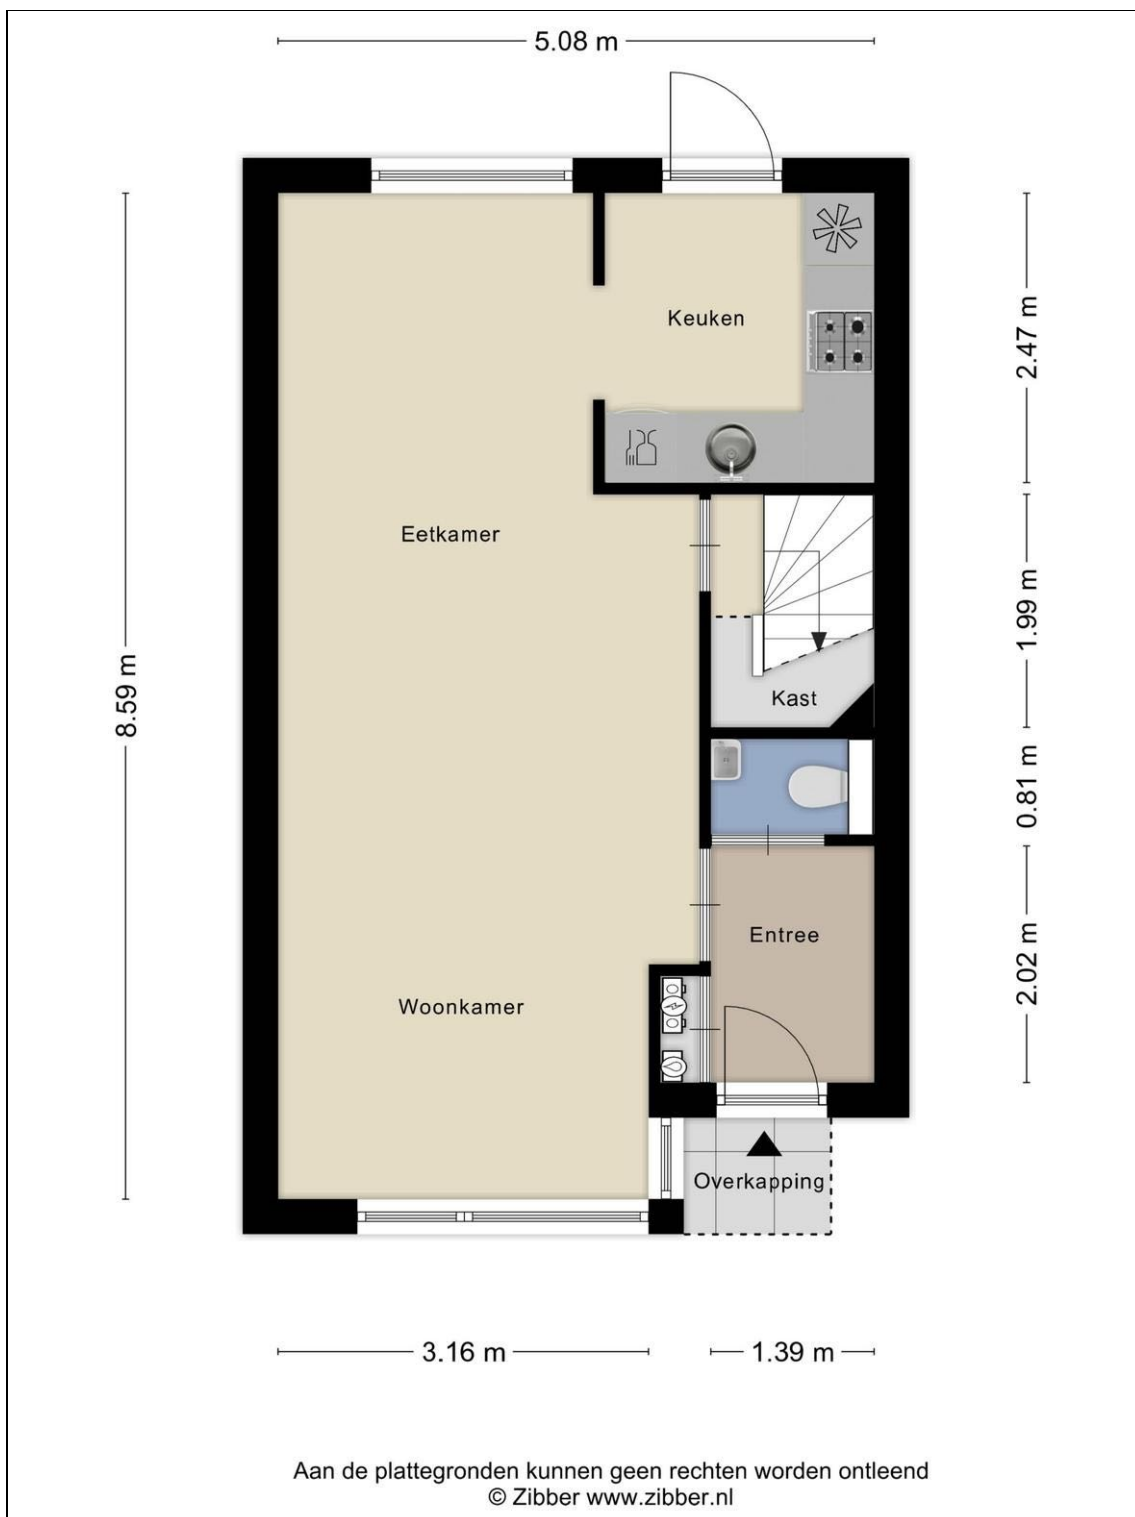 5.08 m
Keuken
2.47 m
Eetkamer
1.99 m
8.59 m
Kast
0.81 m
Entree
2.02 m
Woonkamer
Overkapping
3.16 m
1.39 m
Aan de plattegronden kunnen geen rechten worden ontleend
© Zibber www.zibber.nl